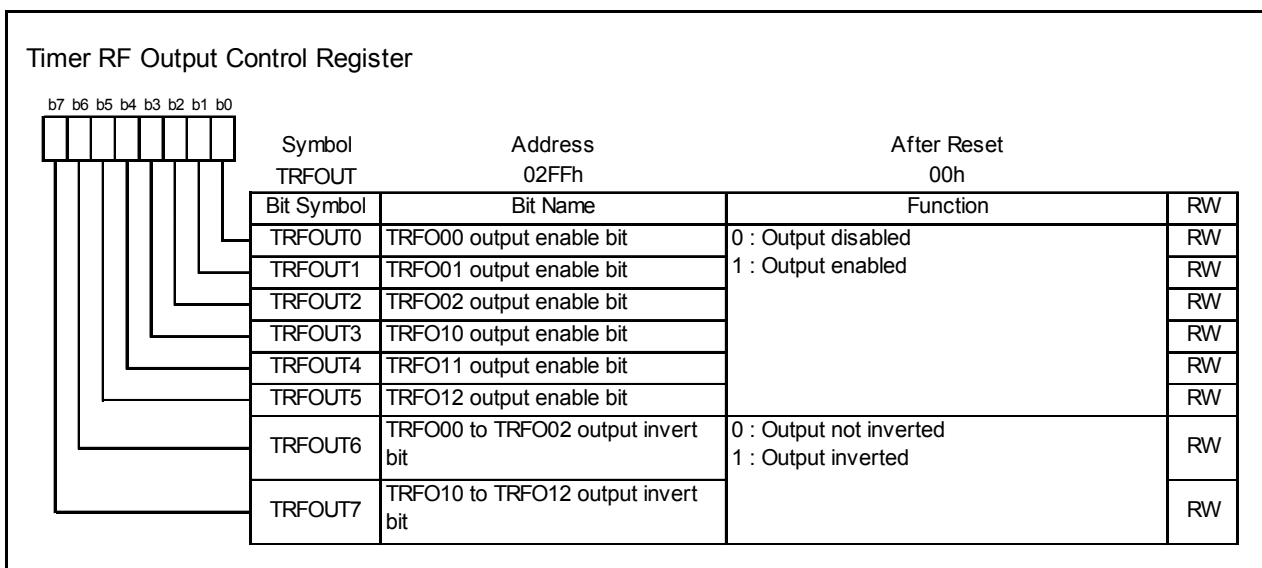 Timer RF Output Control Register
b7 b6 b5 b4 b3 b2 b1 b0
Symbol Address After Reset
TRFOUT 02FFh 00h
Bit Symbol Bit Name Function RW
TRFOUT0 TRFO00 output enable bit 0 : Output disabled RW
TRFOUT1 TRFO01 output enable bit 1 : Output enabled RW
TRFOUT2 TRFO02 output enable bit RW
TRFOUT3 TRFO10 output enable bit RW
TRFOUT4 TRFO11 output enable bit RW
TRFOUT5 TRFO12 output enable bit RW
TRFOUT6 TRFO00 to TRFO02 output invert bit 0 : Output not inverted 1 : Output inverted RW
TRFOUT7 TRFO10 to TRFO12 output invert bit RW